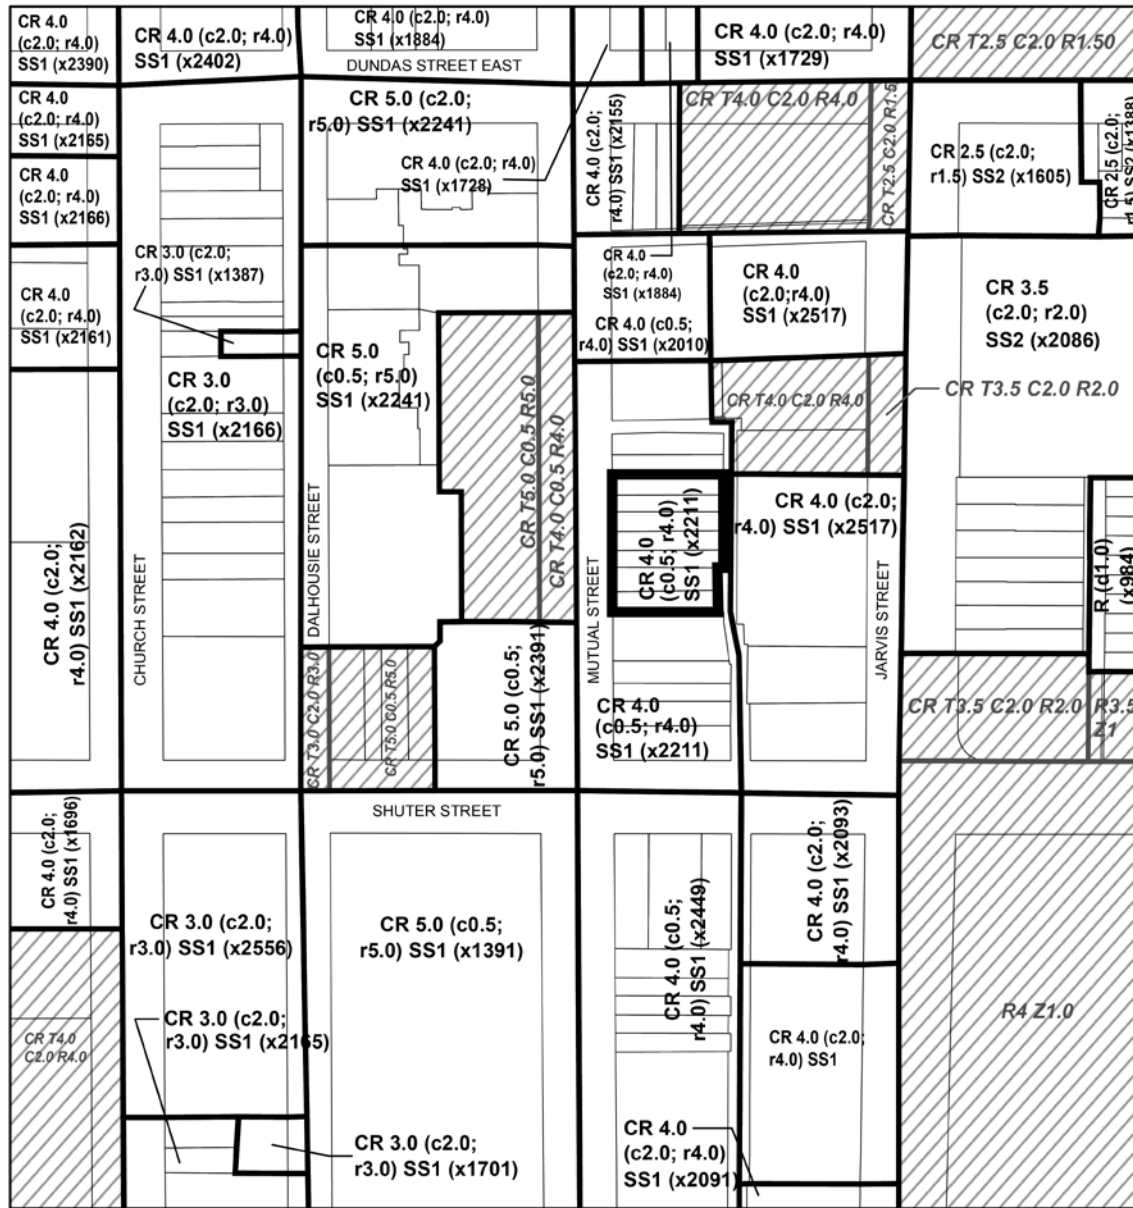 CR 4.0
(c2.0; r4.0)
SS1 (x2390)
CR 4.0 (c2.0; r4.0)
SS1 (x2402)
CR 4.0 (c2.0; r4.0)
SS1 (x1884)
DUNDAS STREET EAST
CR 4.0 (c2.0; r4.0)
SS1 (x1729)
CR T2.5 C2.0 R1.50
CR 4.0
(c2.0; r4.0)
SS1 (x2165)
CR 5.0 (c2.0;
r5.0) SS1 (x2241)
CR 4.0 (c2.0; r4.0)
SS1 (x1728)
CR 4.0 (c2.0;
r4.0) SS1 (x2155)
CR T4.0 C2.0 R4.0
CR T2.5 C2.0 R1.5
CR 2.5 (c2.0;
r1.5) SS2 (x1605)
CR 2.5 (c2.0;
r1.5) SS2 (x1388)
CR 4.0
(c2.0; r4.0)
SS1 (x2166)
CR 3.0 (c2.0;
r3.0) SS1 (x1387)
CR 4.0
(c2.0; r4.0)
SS1 (x1884)
CR 4.0
(c2.0;r4.0)
SS1 (x2517)
CR 3.5
(c2.0; r2.0)
SS2 (x2086)
CR 4.0
(c2.0; r4.0)
SS1 (x2161)
CR 4.0 (c0.5;
r4.0) SS1 (x2010)
CR 3.0
(c2.0; r3.0)
SS1 (x2166)
CR 5.0
(c0.5; r5.0)
SS1 (x2241)
CR T5.0 C0.5 R5.0
CR T4.0 C0.5 R4.0
CR T4.0 C2.0 R4.0
CR T3.5 C2.0 R2.0
CR 4.0 (c2.0;
r4.0) SS1 (x2162)
CHURCH STREET
DALHOUSIE STREET
MUTUAL STREET
CR 4.0
(c0.5; r4.0)
SS1 (x2211)
CR 4.0 (c2.0;
r4.0) SS1 (x2517)
JARVIS STREET
R (d1.0)
(x984)
CR T3.0 C2.0 R3.0
CR T5.0 C0.5 R5.0
CR 5.0 (c0.5;
r5.0) SS1 (x2391)
CR 4.0
(c0.5; r4.0)
SS1 (x2211)
CR T3.5 C2.0 R2.0
R3.5
Z1
SHUTER STREET
CR 4.0 (c2.0;
r4.0) SS1 (x1696)
CR 3.0 (c2.0;
r3.0) SS1 (x2556)
CR 5.0 (c0.5;
r5.0) SS1 (x1391)
CR 4.0 (c0.5;
r4.0) SS1 (x2449)
CR 4.0 (c2.0;
r4.0) SS1 (x2093)
CR T4.0
C2.0 R4.0
CR 3.0 (c2.0;
r3.0) SS1 (x2165)
CR 4.0 (c2.0;
r4.0) SS1
R4 Z1.0
CR 3.0 (c2.0;
r3.0) SS1 (x1701)
CR 4.0
(c2.0; r4.0)
SS1 (x2091)